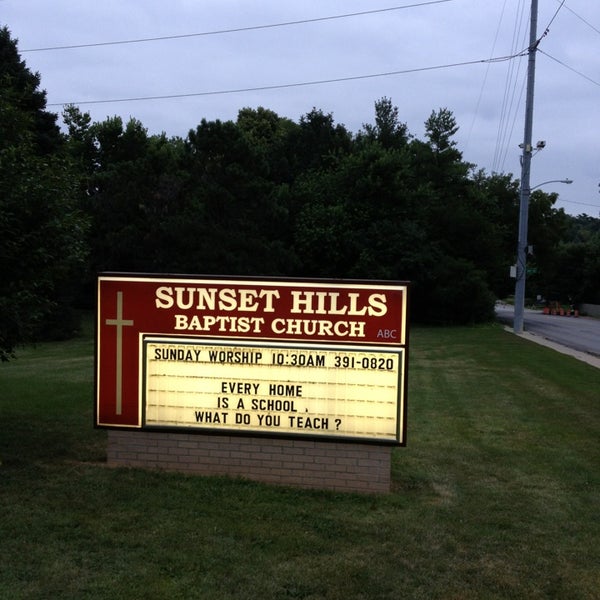 SUNSET HILLS
BAPTIST CHURCH ABC
SUNDAY WORSHIP 10:30AM 391-0820
EVERY HOME
IS A SCHOOL .
WHAT DO YOU TEACH ?